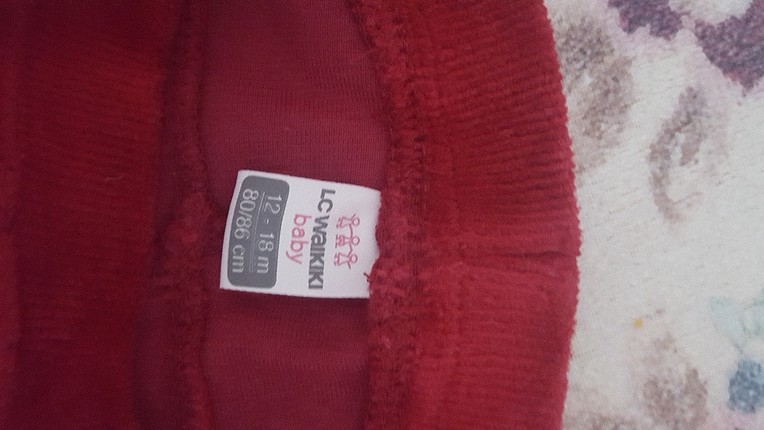 LC WAIKIKI
baby
12 - 18 m
80/86 cm